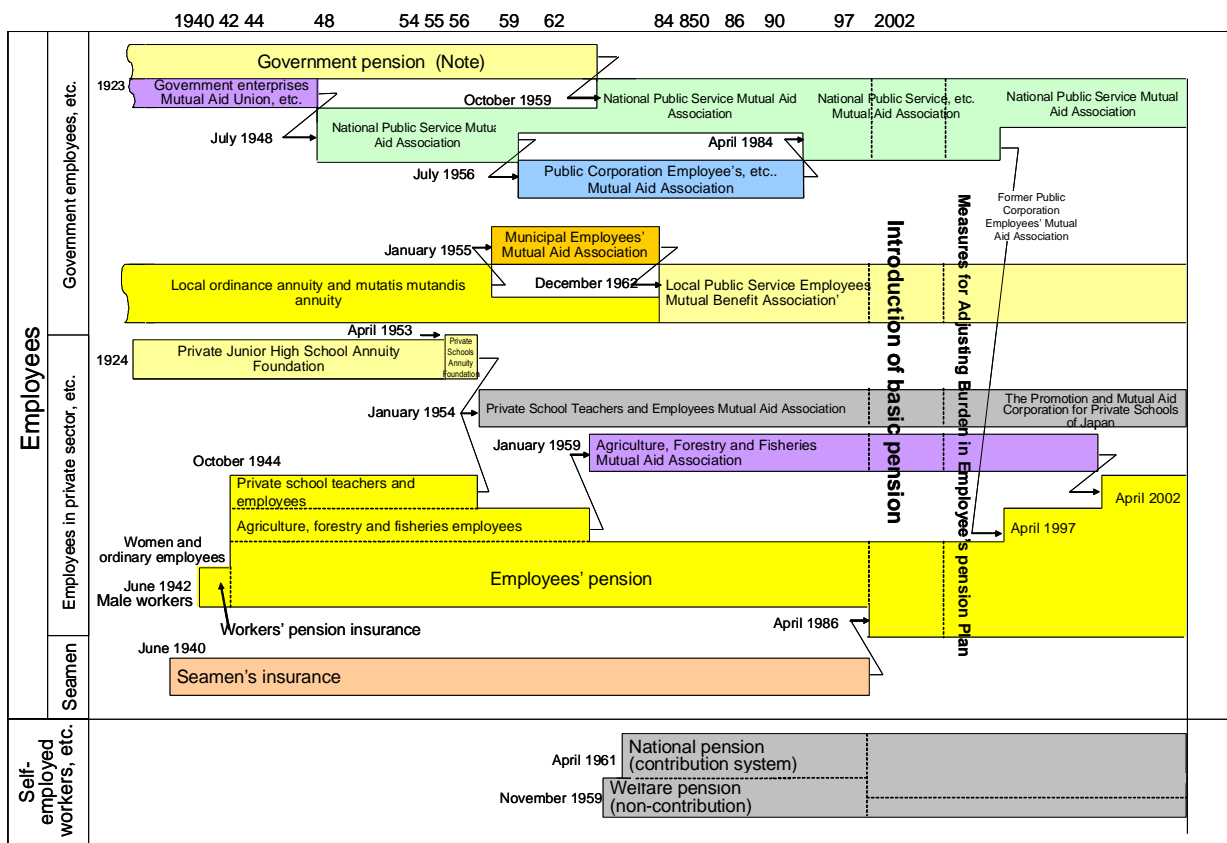 1940 42 44 48 54 55 56 59 62 84 850 86 90 97 2002
Employees
Government employees, etc.
Government pension (Note)
1923
Government enterprises
Mutual Aid Union, etc.
October 1959
National Public Service Mutual Aid
Association
National Public Service, etc.
Mutual Aid Association
National Public Service Mutual
Aid Association
July 1948
National Public Service Mutua
Aid Association
April 1984
July 1956
Public Corporation Employee's, etc..
Mutual Aid Association
Former Public
Corporation
Employees' Mutual
Aid Association
January 1955
Municipal Employees'
Mutual Aid Association
Local ordinance annuity and mutatis mutandis
annuity
December 1962
Local Public Service Employees
Mutual Benefit Association'
Introduction of basic pension
Measures for Adjusting Burden in Employee's pension Plan
Employees in private sector, etc.
April 1953
1924
Private Junior High School Annuity
Foundation
Private
Schools
Annuity
Foundation
January 1954
Private School Teachers and Employees Mutual Aid Association
The Promotion and Mutual Aid
Corporation for Private Schools
of Japan
January 1959
Agriculture, Forestry and Fisheries
Mutual Aid Association
October 1944
Private school teachers and
employees
April 2002
Agriculture, forestry and fisheries employees
April 1997
Women and
ordinary employees
June 1942
Male workers
Employees' pension
Workers' pension insurance
April 1986
Seamen
June 1940
Seamen's insurance
Self-
employed
workers, etc.
April 1961
National pension
(contribution system)
November 1959
Welfare pension
(non-contribution)